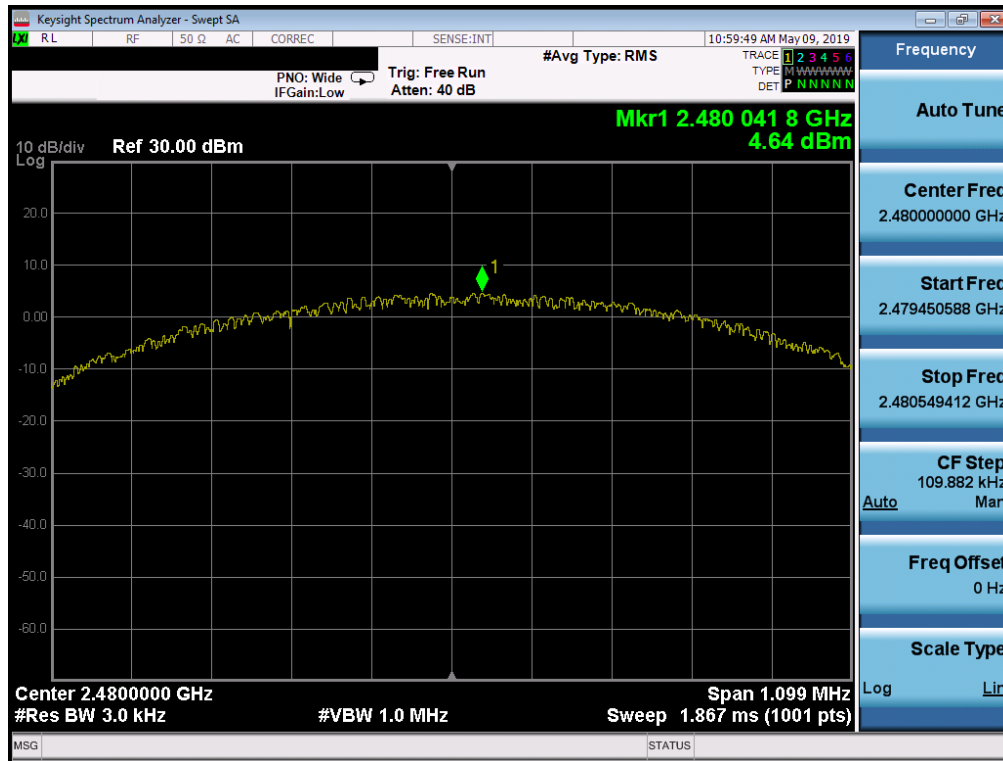 Keysight Spectrum Analyzer - Swept SA
LXI RL RF 50 Ω AC CORREC SENSE:INT 10:59:49 AM May 09, 2019
#Avg Type: RMS
TRACE 1 2 3 4 5 6
PNO: Wide Trig: Free Run TYPE M W W W W W
IFGain:Low Atten: 40 dB DET P N N N N N
Mkr1 2.480 041 8 GHz
4.64 dBm
10 dB/div Ref 30.00 dBm
Log
20.0
10.0
1
0.00
-10.0
-20.0
-30.0
-40.0
-50.0
-60.0
Center 2.4800000 GHz Span 1.099 MHz
#Res BW 3.0 kHz #VBW 1.0 MHz Sweep 1.867 ms (1001 pts)
MSG STATUS
Frequency
Auto Tune
Center Freq
2.480000000 GHz
Start Freq
2.479450588 GHz
Stop Freq
2.480549412 GHz
CF Step
109.882 kHz
Auto Man
Freq Offset
0 Hz
Scale Type
Log Lin